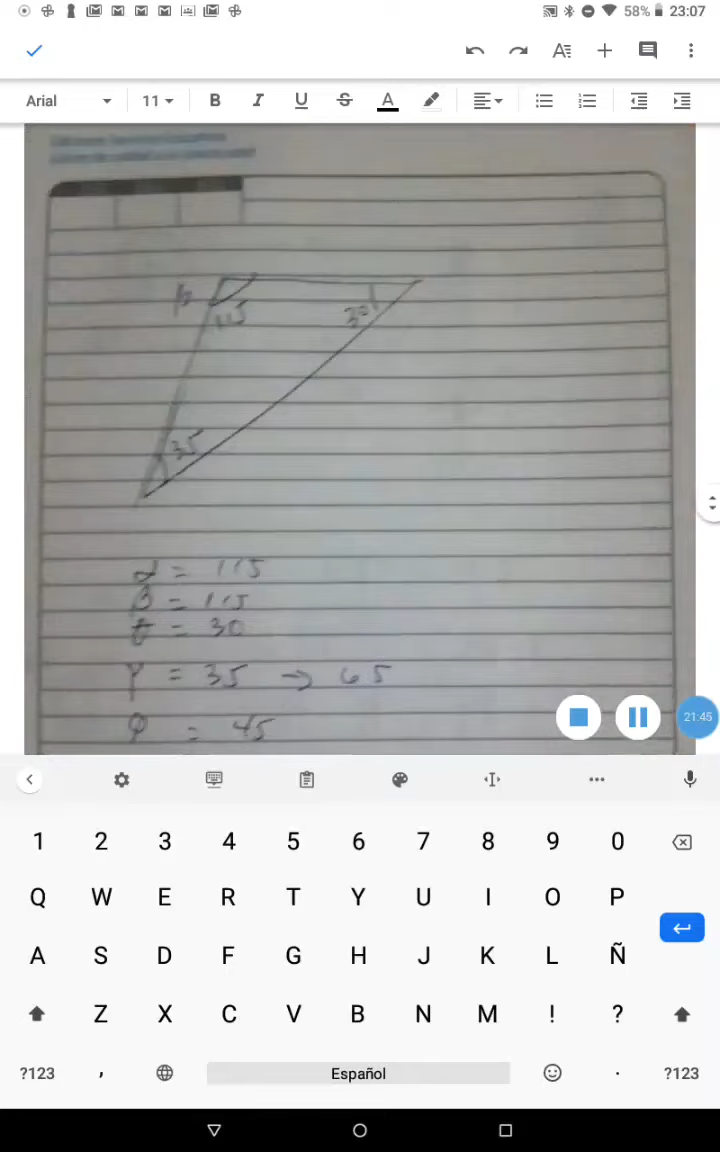 58% 23:07
Arial 11 B I U S A
β
115
30
35
α = 115
β = 115
θ = 30
γ = 35 → 65
φ = 45
21:45
1 2 3 4 5 6 7 8 9 0
Q W E R T Y U I O P
A S D F G H J K L Ñ
Z X C V B N M ! ?
?123 , Español . ?123